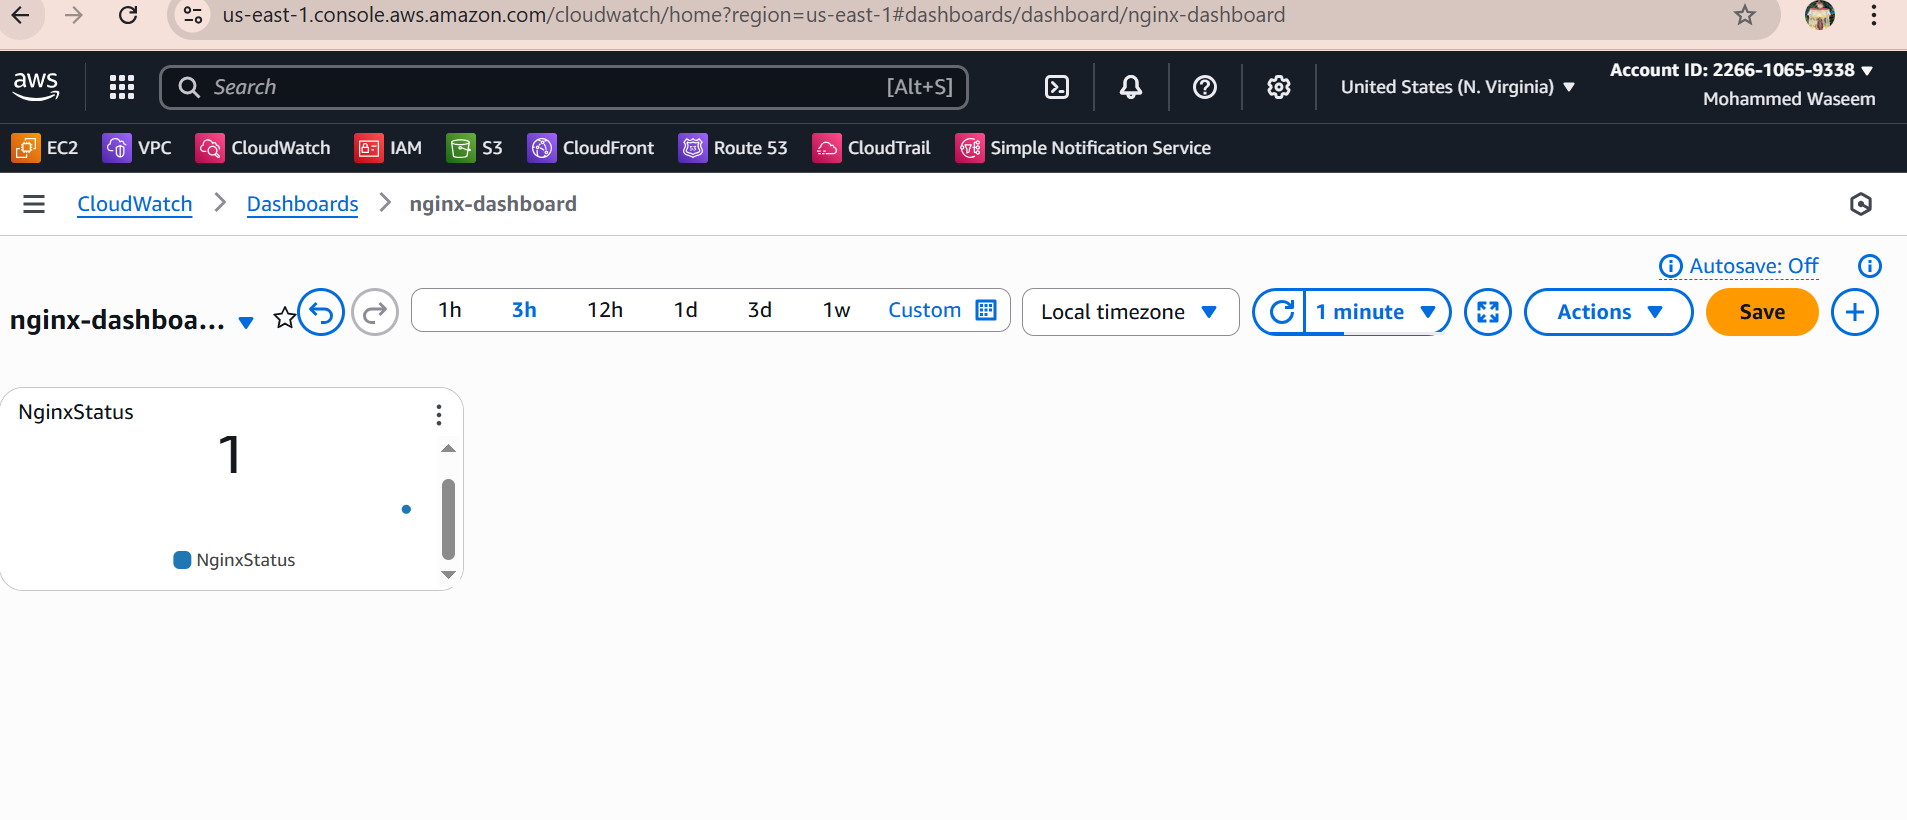 us-east-1.console.aws.amazon.com/cloudwatch/home?region=us-east-1#dashboards/dashboard/nginx-dashboard
aws
Search [Alt+S]
United States (N. Virginia)
Account ID: 2266-1065-9338
Mohammed Waseem
EC2 VPC CloudWatch IAM S3 CloudFront Route 53 CloudTrail Simple Notification Service
CloudWatch Dashboards nginx-dashboard
Autosave: Off
nginx-dashboa... 1h 3h 12h 1d 3d 1w Custom Local timezone 1 minute Actions Save
NginxStatus
1
NginxStatus